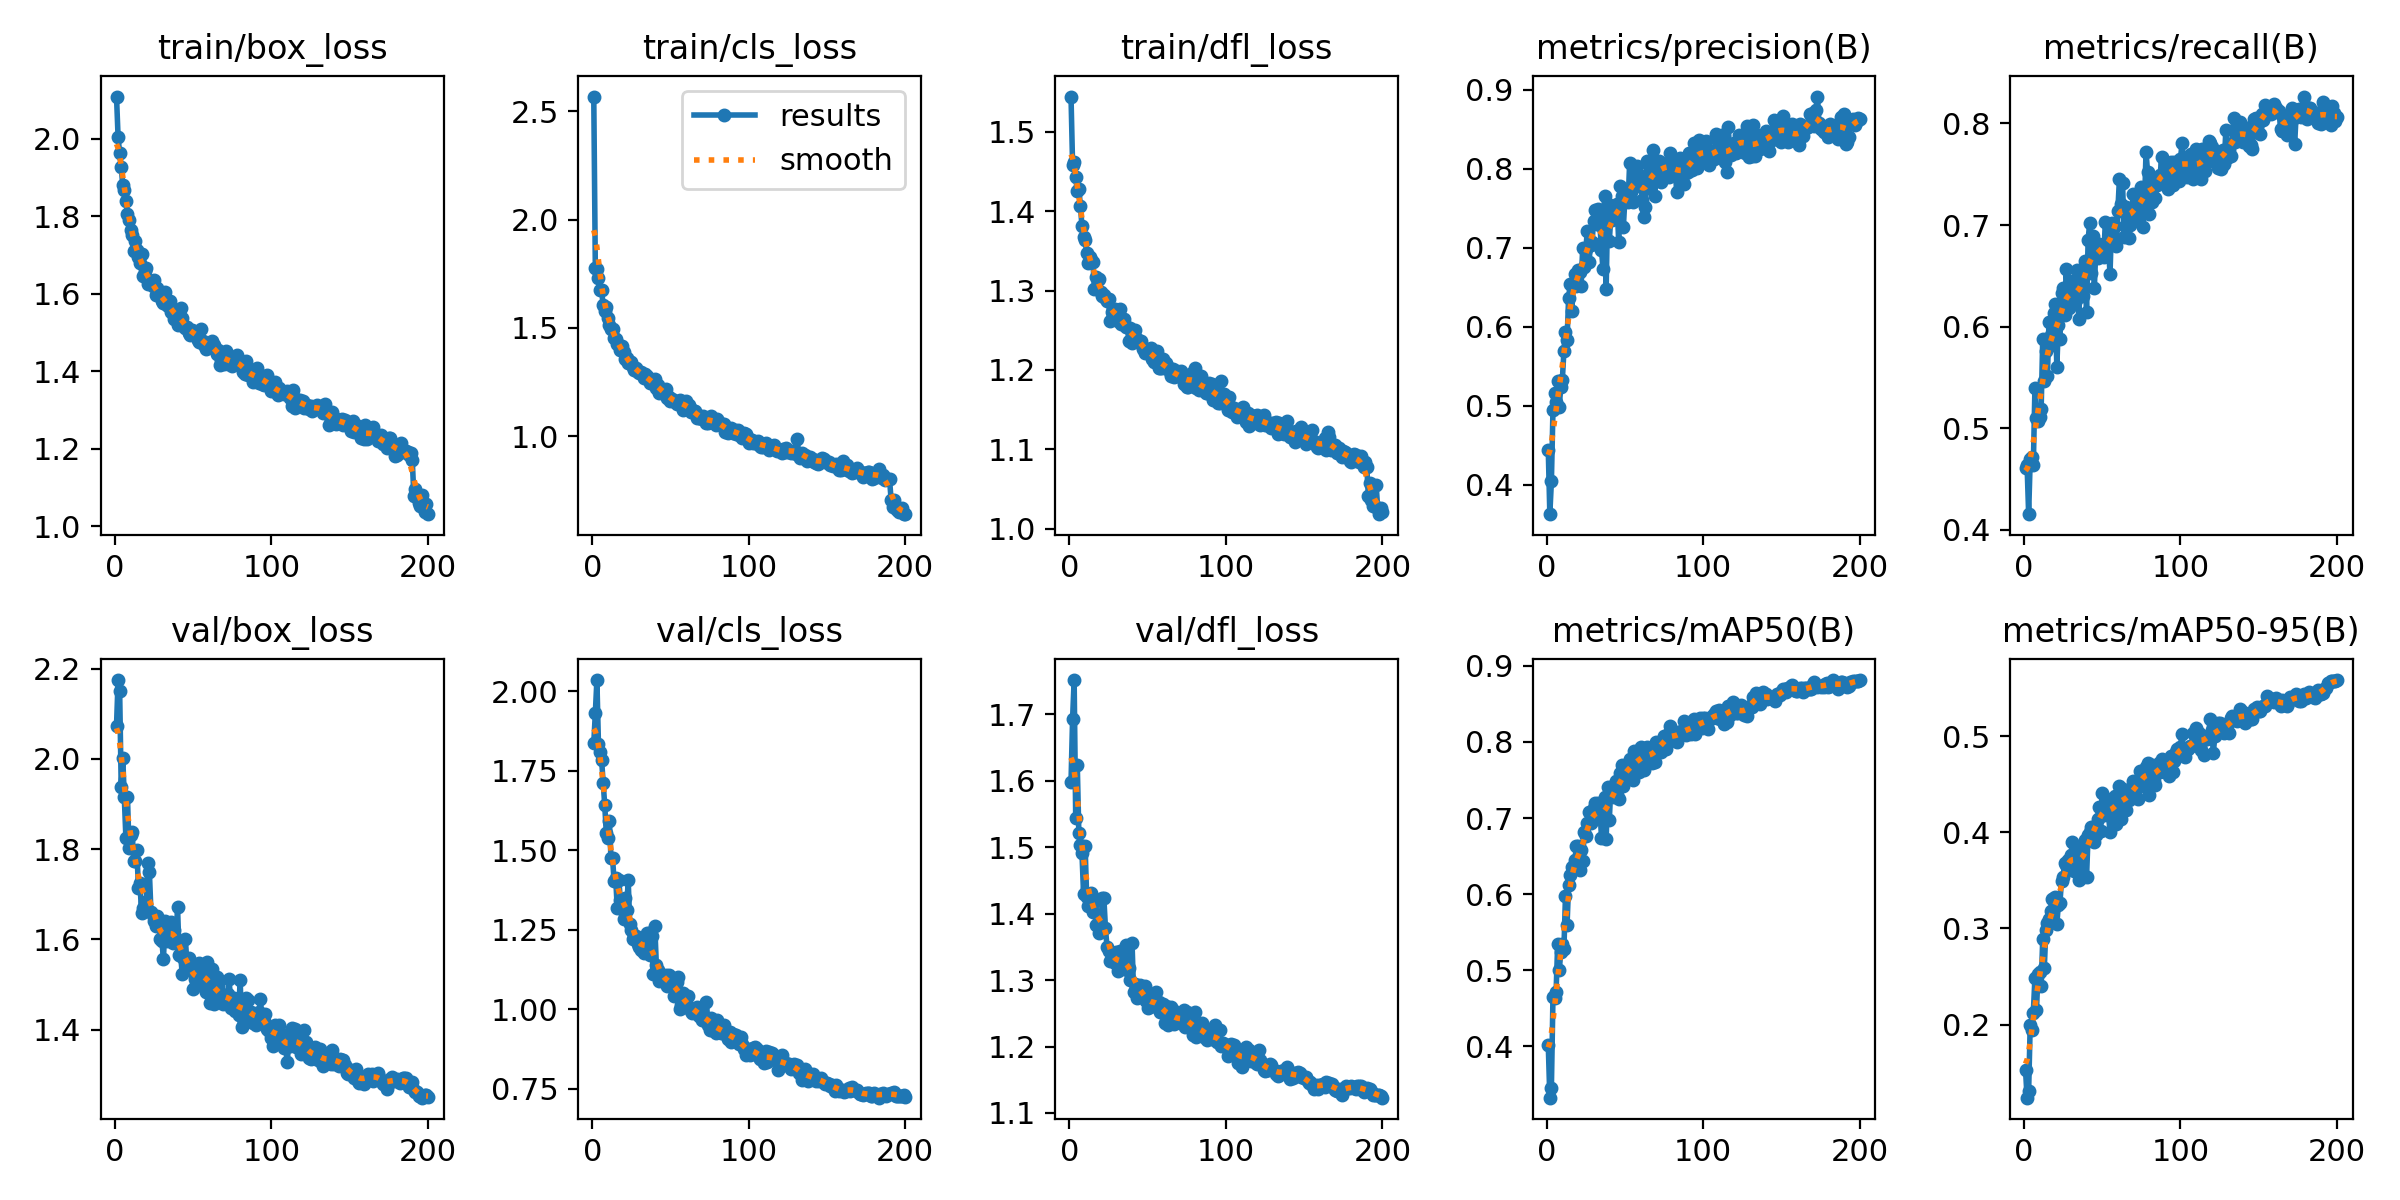 train/box_loss
2.0
1.8
1.6
1.4
1.2
1.0
0 100 200
train/cls_loss
results
smooth
2.5
2.0
1.5
1.0
0 100 200
train/dfl_loss
1.5
1.4
1.3
1.2
1.1
1.0
0 100 200
metrics/precision(B)
0.9
0.8
0.7
0.6
0.5
0.4
0 100 200
metrics/recall(B)
0.8
0.7
0.6
0.5
0.4
0 100 200
val/box_loss
2.2
2.0
1.8
1.6
1.4
0 100 200
val/cls_loss
2.00
1.75
1.50
1.25
1.00
0.75
0 100 200
val/dfl_loss
1.7
1.6
1.5
1.4
1.3
1.2
1.1
0 100 200
metrics/mAP50(B)
0.9
0.8
0.7
0.6
0.5
0.4
0 100 200
metrics/mAP50-95(B)
0.5
0.4
0.3
0.2
0 100 200